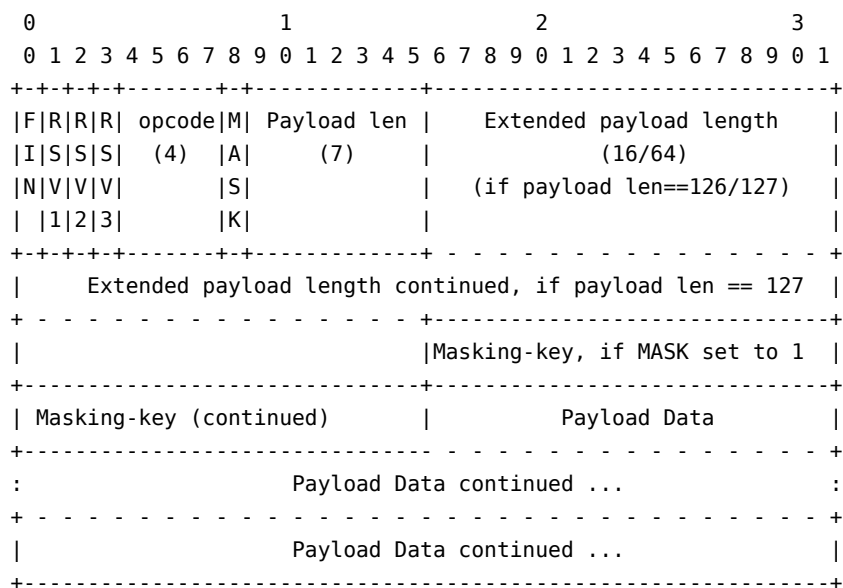 0                   1                   2                   3
 0 1 2 3 4 5 6 7 8 9 0 1 2 3 4 5 6 7 8 9 0 1 2 3 4 5 6 7 8 9 0 1
+-+-+-+-+-------+-+-------------+-------------------------------+
|F|R|R|R| opcode|M| Payload len |    Extended payload length    |
|I|S|S|S|  (4)  |A|     (7)     |             (16/64)           |
|N|V|V|V|       |S|             |   (if payload len==126/127)   |
| |1|2|3|       |K|             |                               |
+-+-+-+-+-------+-+-------------+ - - - - - - - - - - - - - - - +
|     Extended payload length continued, if payload len == 127  |
+ - - - - - - - - - - - - - - - +-------------------------------+
|                               |Masking-key, if MASK set to 1  |
+-------------------------------+-------------------------------+
| Masking-key (continued)       |          Payload Data         |
+-------------------------------- - - - - - - - - - - - - - - - +
:                     Payload Data continued ...                :
+ - - - - - - - - - - - - - - - - - - - - - - - - - - - - - - - +
|                     Payload Data continued ...                |
+---------------------------------------------------------------+